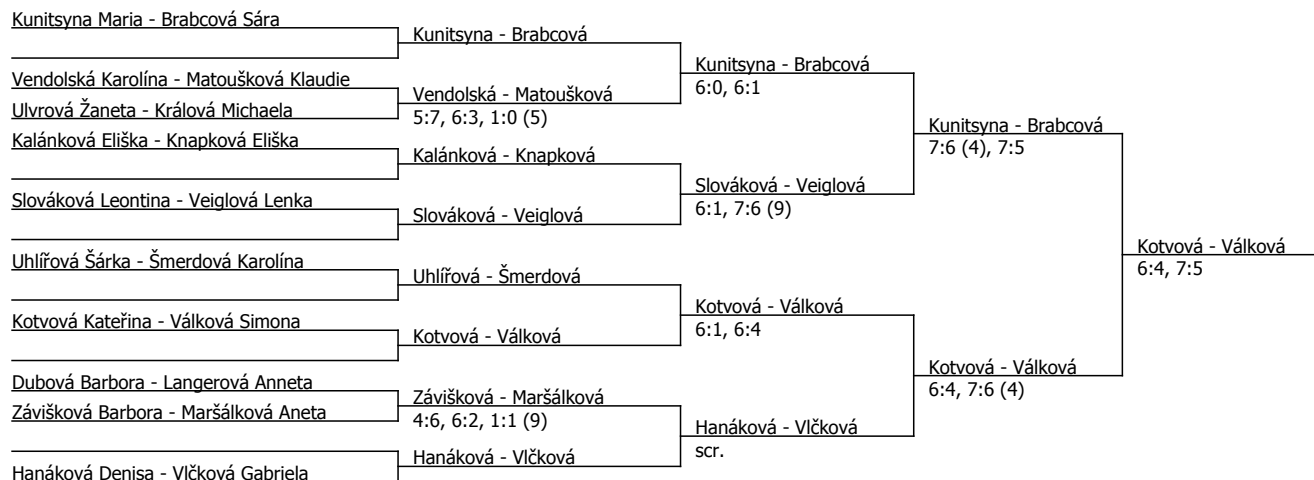 Kunitsyna Maria - Brabcová Sára
Vendolská Karolína - Matoušková Klaudie
Ulvrová Žaneta - Králová Michaela
Kalánková Eliška - Knapková Eliška
Slováková Leontina - Veiglová Lenka
Uhlířová Šárka - Šmerdová Karolína
Kotvová Kateřina - Válková Simona
Dubová Barbora - Langerová Anneta
Závišková Barbora - Maršálková Aneta
Hanáková Denisa - Vlčková Gabriela
Kunitsyna - Brabcová
Vendolská - Matoušková
5:7, 6:3, 1:0 (5)
Kalánková - Knapková
Slováková - Veiglová
Uhlířová - Šmerdová
Kotvová - Válková
Závišková - Maršálková
4:6, 6:2, 1:1 (9)
Hanáková - Vlčková
Kunitsyna - Brabcová
6:0, 6:1
Slováková - Veiglová
6:1, 7:6 (9)
Kotvová - Válková
6:1, 6:4
Hanáková - Vlčková
scr.
Kunitsyna - Brabcová
7:6 (4), 7:5
Kotvová - Válková
6:4, 7:6 (4)
Kotvová - Válková
6:4, 7:5